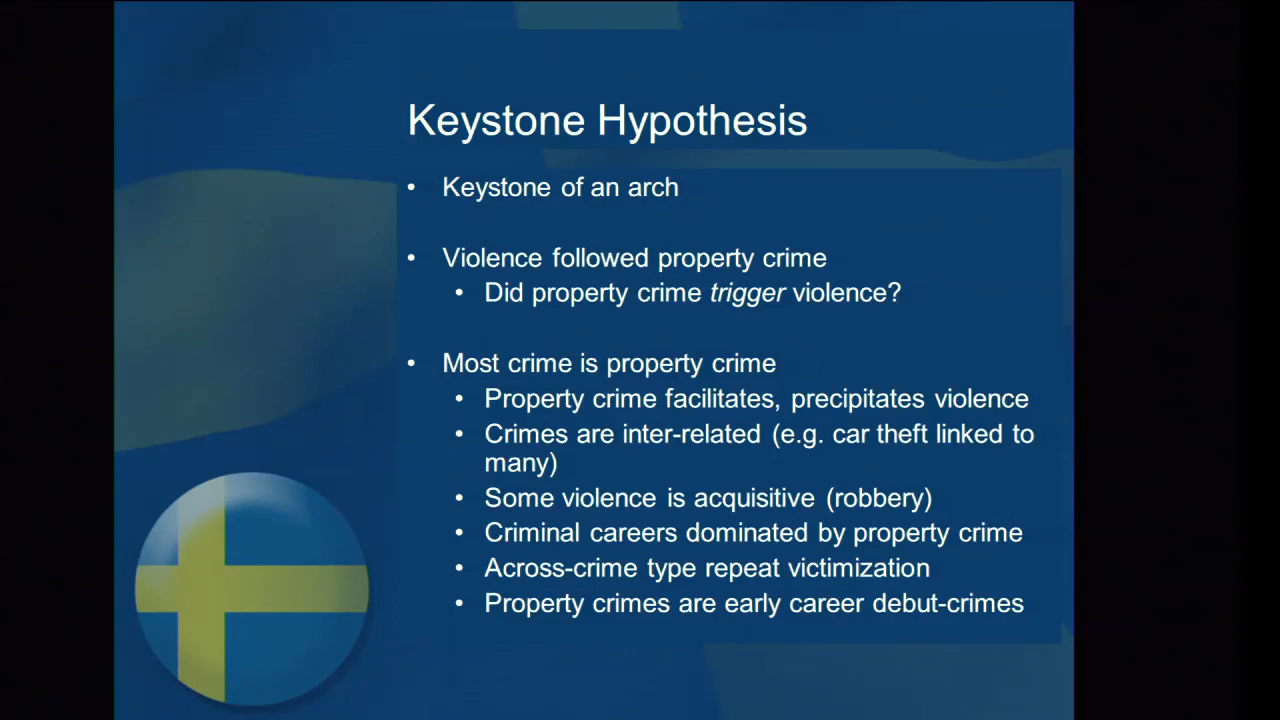 Keystone Hypothesis
• Keystone of an arch
• Violence followed property crime
• Did property crime trigger violence?
• Most crime is property crime
• Property crime facilitates, precipitates violence
• Crimes are inter-related (e.g. car theft linked to
many)
• Some violence is acquisitive (robbery)
• Criminal careers dominated by property crime
• Across-crime type repeat victimization
• Property crimes are early career debut-crimes